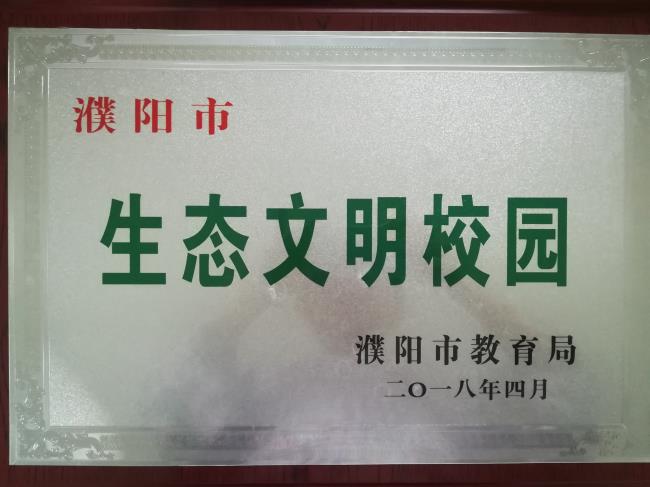 濮阳市
生态文明校园
濮阳市教育局
二〇一八年四月